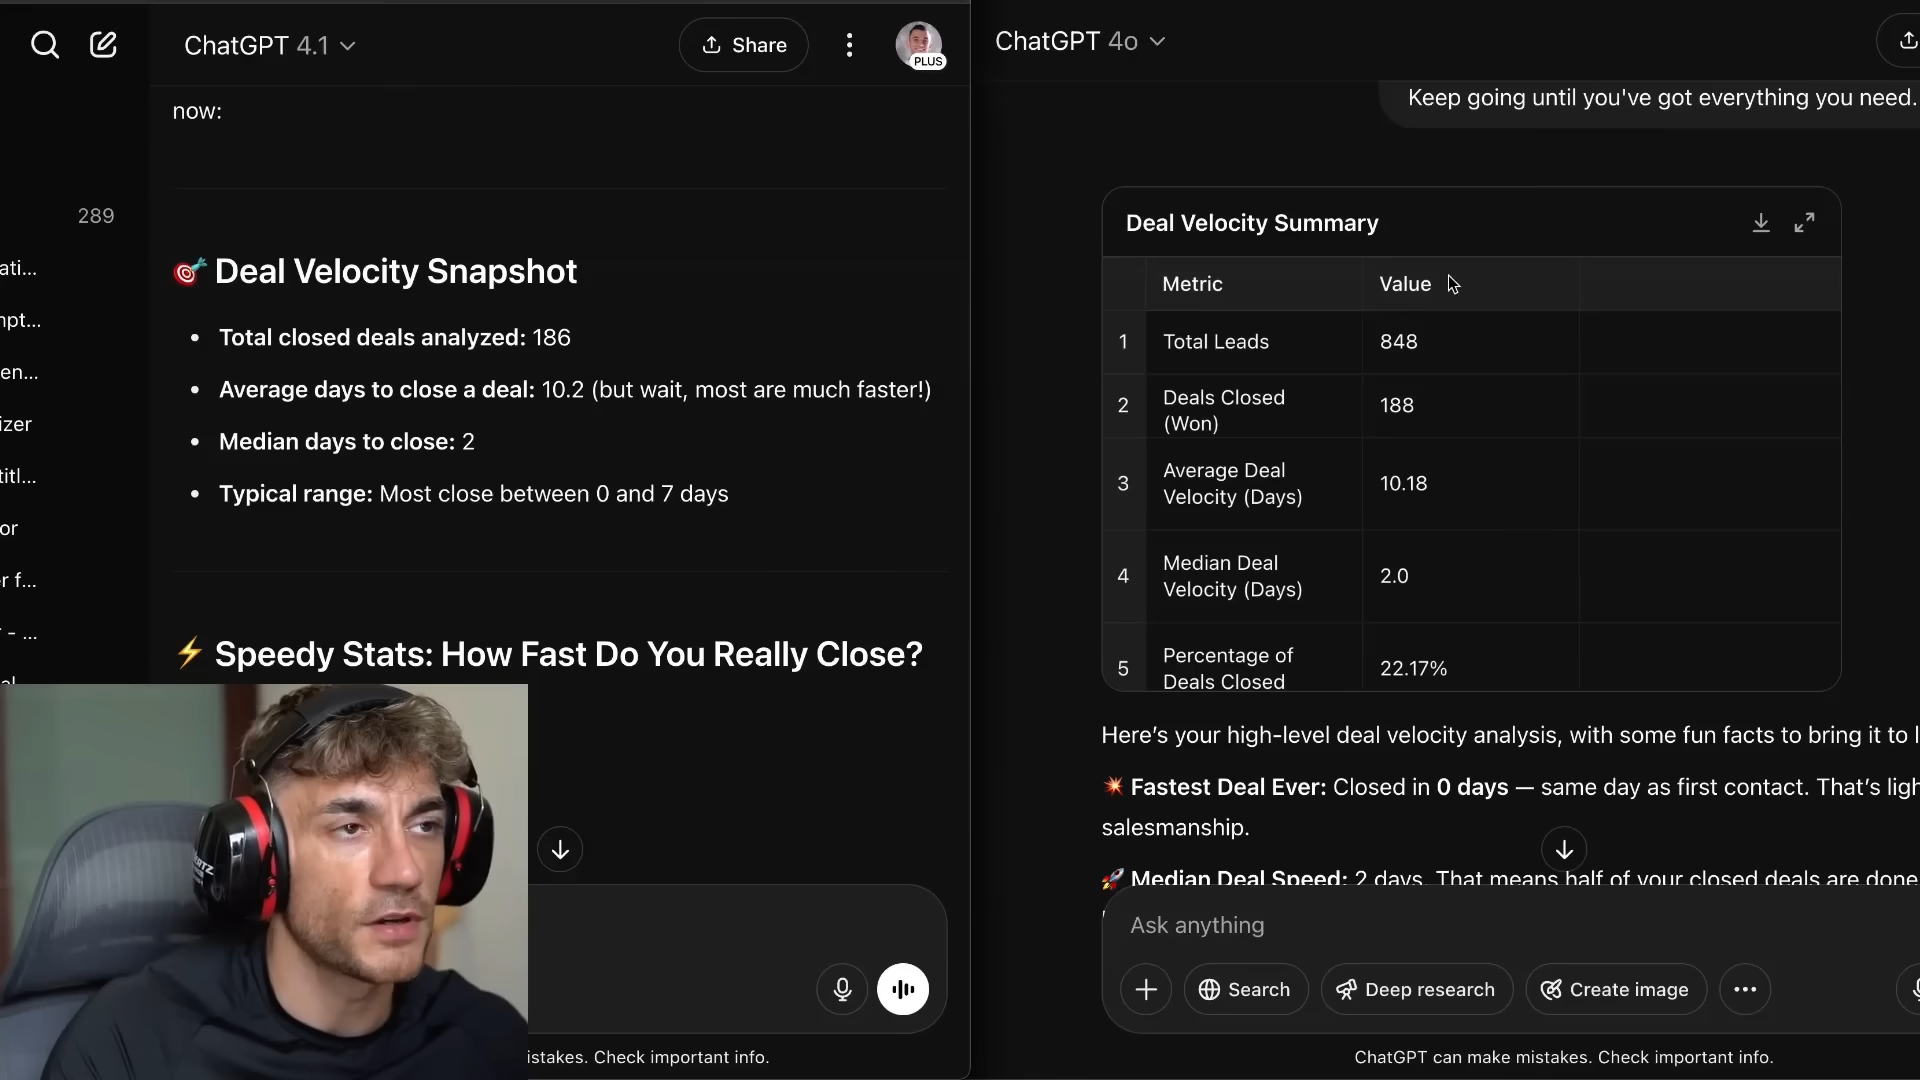 ChatGPT 4.1
Share
PLUS
289
ati...
mpt...
en...
izer
titl...
or
r f...
- ...
now:
🎯 Deal Velocity Snapshot
• Total closed deals analyzed: 186
• Average days to close a deal: 10.2 (but wait, most are much faster!)
• Median days to close: 2
• Typical range: Most close between 0 and 7 days
⚡ Speedy Stats: How Fast Do You Really Close?
istakes. Check important info.
ChatGPT 4o
Keep going until you've got everything you need.
Deal Velocity Summary
Metric Value
1 Total Leads 848
2 Deals Closed (Won) 188
3 Average Deal Velocity (Days) 10.18
4 Median Deal Velocity (Days) 2.0
5 Percentage of Deals Closed 22.17%
Here's your high-level deal velocity analysis, with some fun facts to bring it to l
💥 Fastest Deal Ever: Closed in 0 days — same day as first contact. That's ligh
salesmanship.
🚀 Median Deal Speed: 2 days. That means half of your closed deals are done
Ask anything
Search
Deep research
Create image
ChatGPT can make mistakes. Check important info.